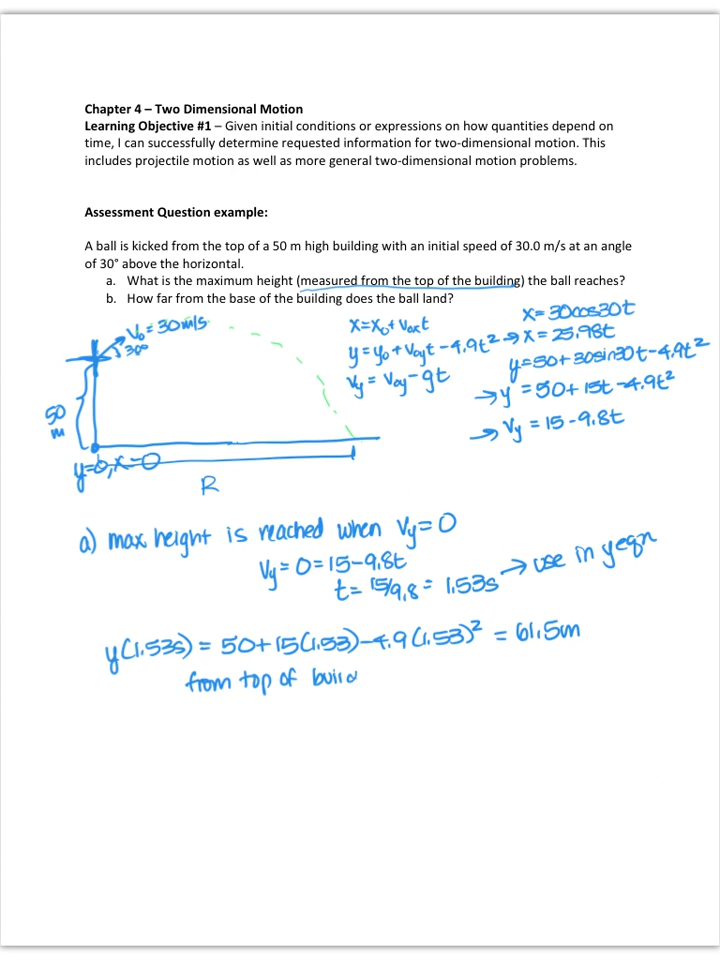 Chapter 4 – Two Dimensional Motion
Learning Objective #1 – Given initial conditions or expressions on how quantities depend on
time, I can successfully determine requested information for two-dimensional motion. This
includes projectile motion as well as more general two-dimensional motion problems.
Assessment Question example:
A ball is kicked from the top of a 50 m high building with an initial speed of 30.0 m/s at an angle
of 30° above the horizontal.
a. What is the maximum height (measured from the top of the building) the ball reaches?
b. How far from the base of the building does the ball land?
V₀ = 30 m/s
30°
50 m
y=0, x=0
R
x=x₀+V₀ₓt
y=y₀+V₀yt-4.9t²
Vy = V₀y-gt
x=30cos30t
→ x=25.98t
y=50+30sin30t-4.9t²
→ y=50+15t-4.9t²
→ Vy = 15-9.8t
a) max height is reached when Vy=0
Vy=0=15-9.8t
t= 15/9.8 = 1.53s → use in y eqn
y(1.53s) = 50+15(1.53)-4.9(1.53)² = 61.5m
from top of buil